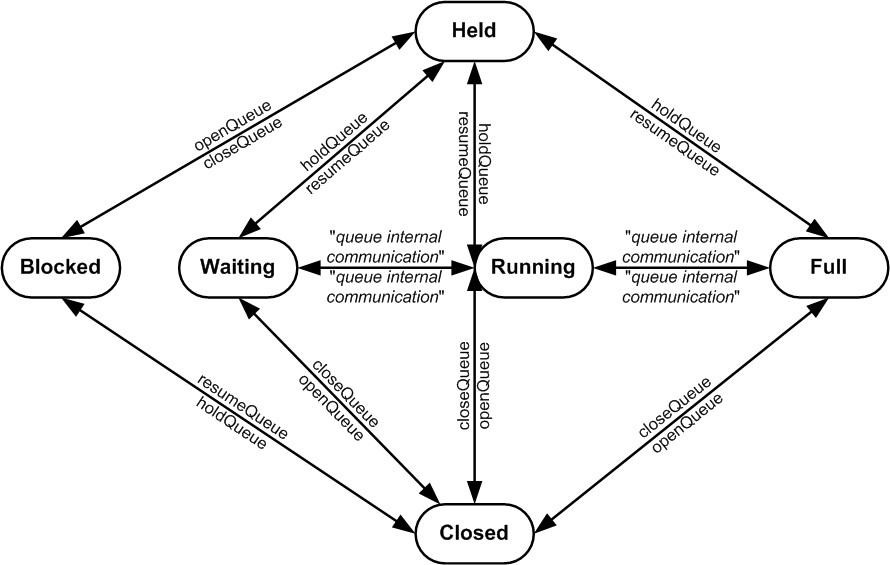 Held
openQueue
closeQueue
holdQueue
resumeQueue
holdQueue
resumeQueue
holdQueue
resumeQueue
Blocked
Waiting
"queue internal
communication"
"queue internal
communication"
Running
"queue internal
communication"
"queue internal
communication"
Full
resumeQueue
holdQueue
closeQueue
openQueue
closeQueue
openQueue
closeQueue
openQueue
Closed